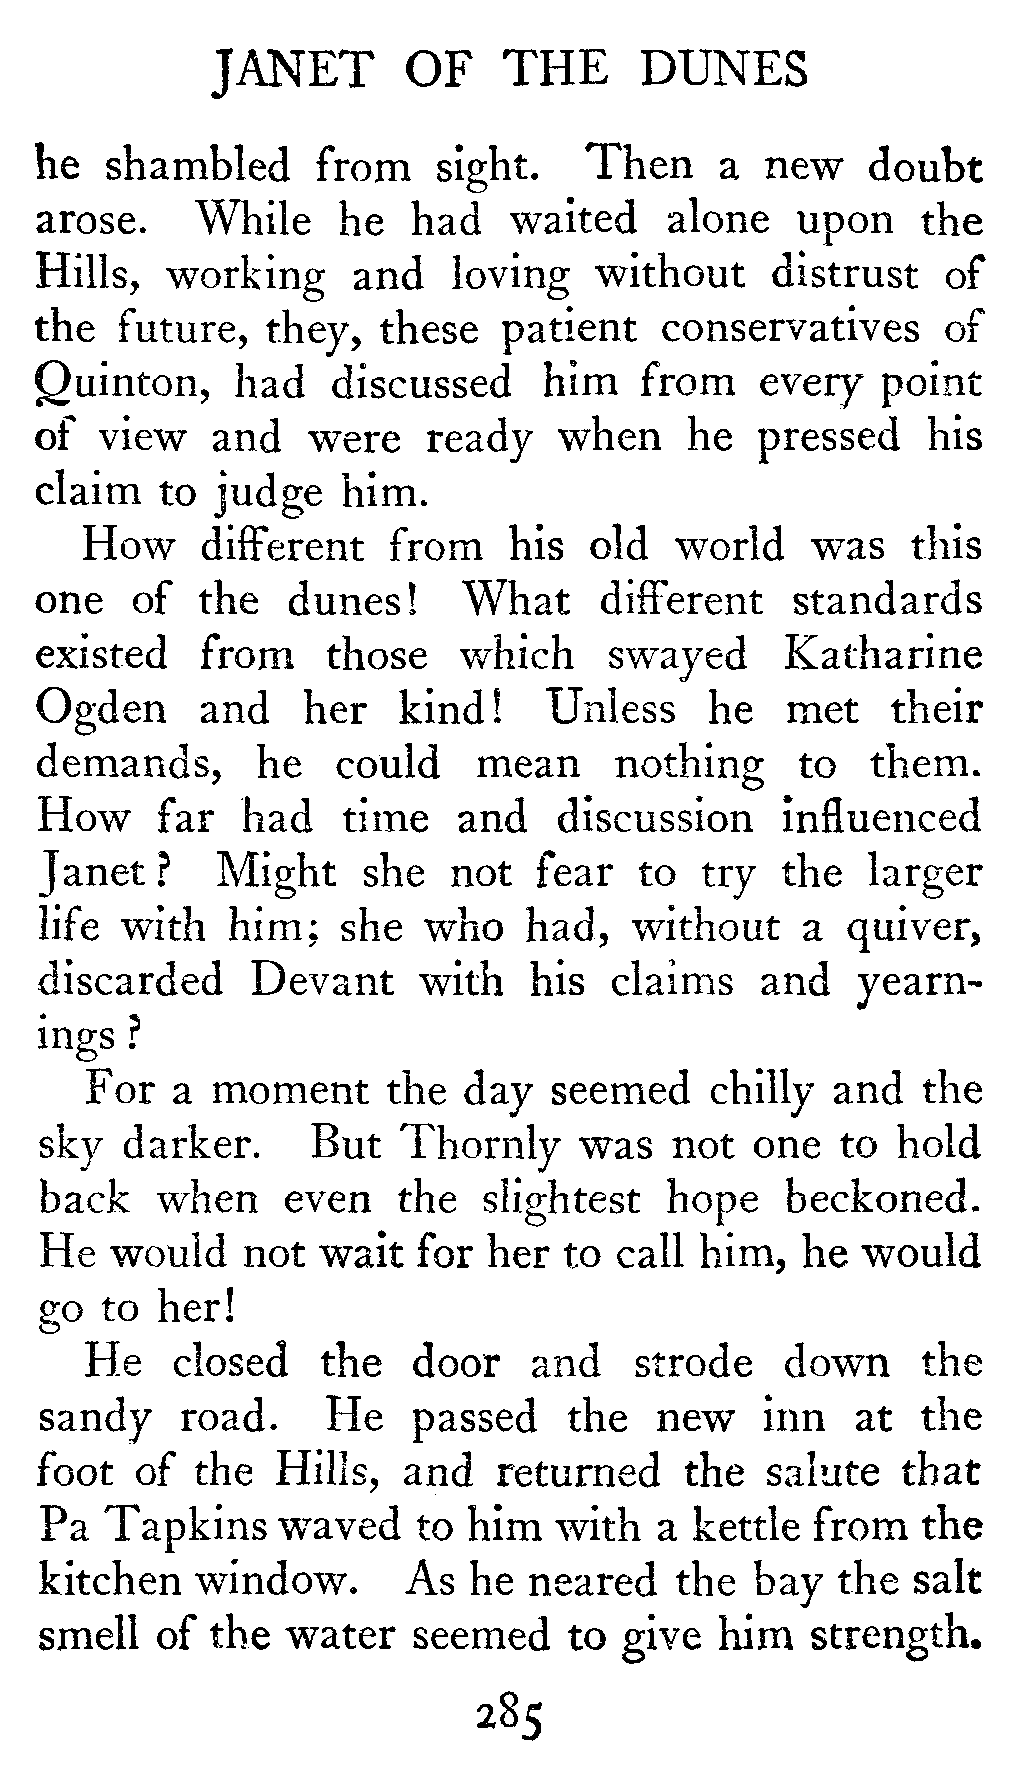 JANET OF THE DUNES
he shambled from sight. Then a new doubt
arose. While he had waited alone upon the
Hills, working and loving without distrust of
the future, they, these patient conservatives of
Quinton, had discussed him from every point
of view and were ready when he pressed his
claim to judge him.
How different from his old world was this
one of the dunes! What different standards
existed from those which swayed Katharine
Ogden and her kind! Unless he met their
demands, he could mean nothing to them.
How far had time and discussion influenced
Janet? Might she not fear to try the larger
life with him; she who had, without a quiver,
discarded Devant with his claims and yearn-
ings?
For a moment the day seemed chilly and the
sky darker. But Thornly was not one to hold
back when even the slightest hope beckoned.
He would not wait for her to call him, he would
go to her!
He closed the door and strode down the
sandy road. He passed the new inn at the
foot of the Hills, and returned the salute that
Pa Tapkins waved to him with a kettle from the
kitchen window. As he neared the bay the salt
smell of the water seemed to give him strength.
285